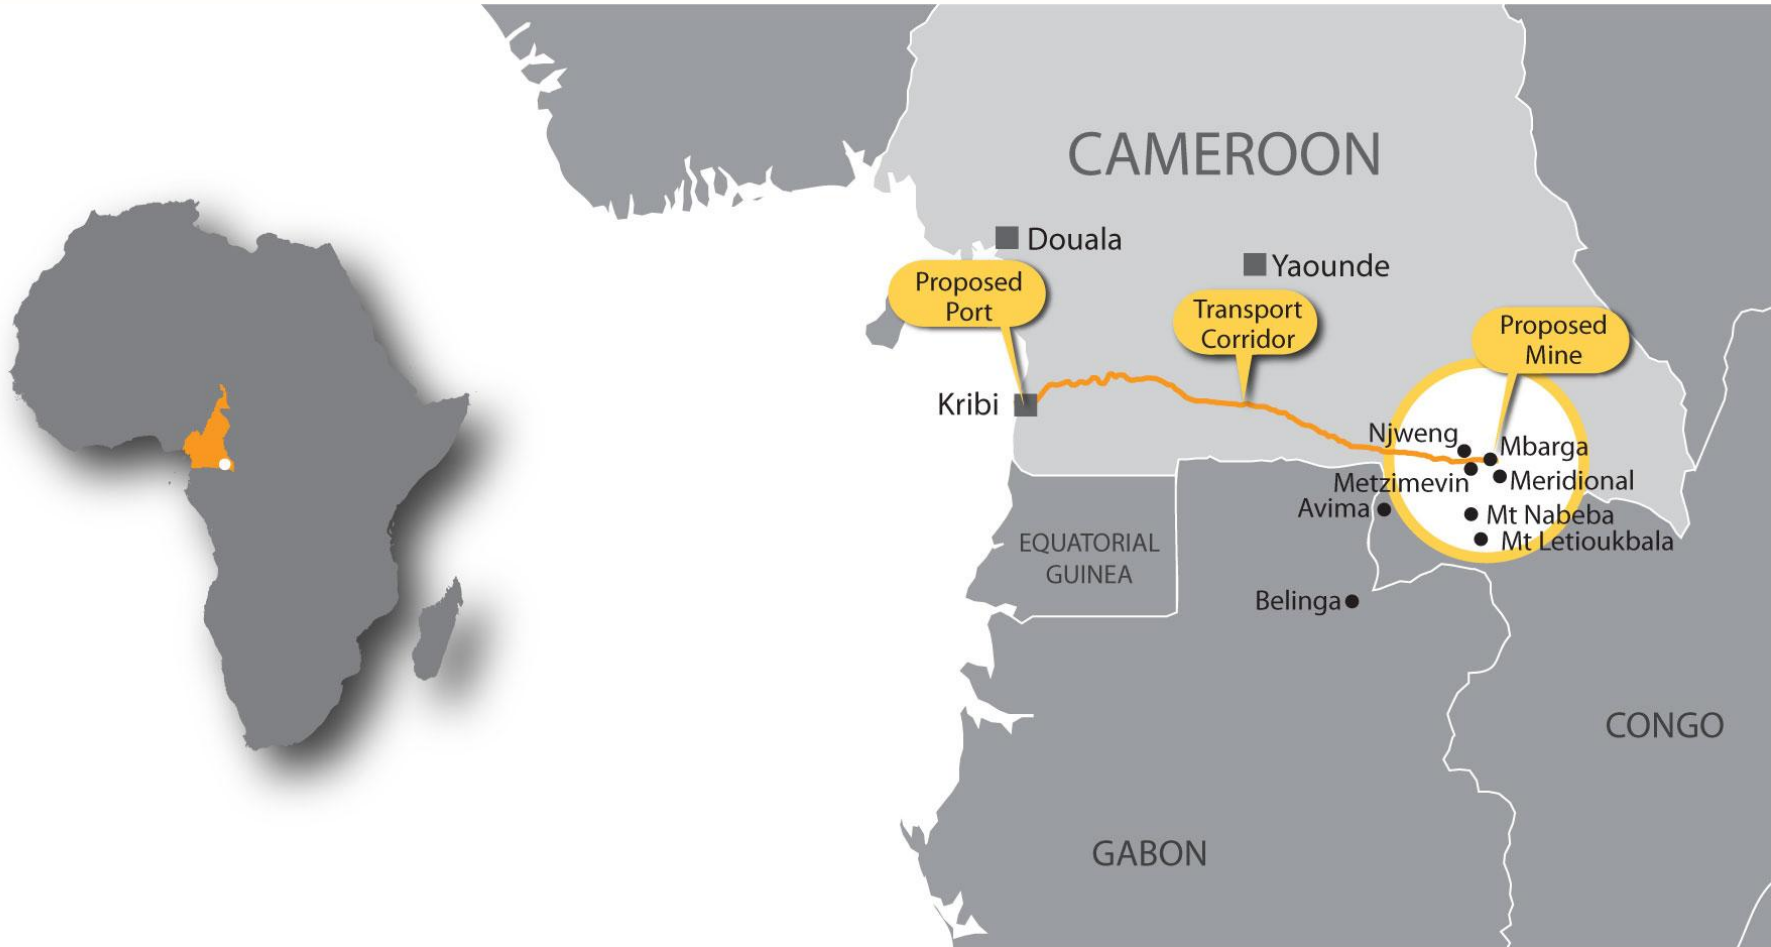 CAMEROON
Douala
Yaounde
Proposed
Port
Transport
Corridor
Proposed
Mine
Kribi
Njweng
Mbarga
Metzimevin
Meridional
Avima
Mt Nabeba
Mt Letioukbala
EQUATORIAL
GUINEA
Belinga
CONGO
GABON